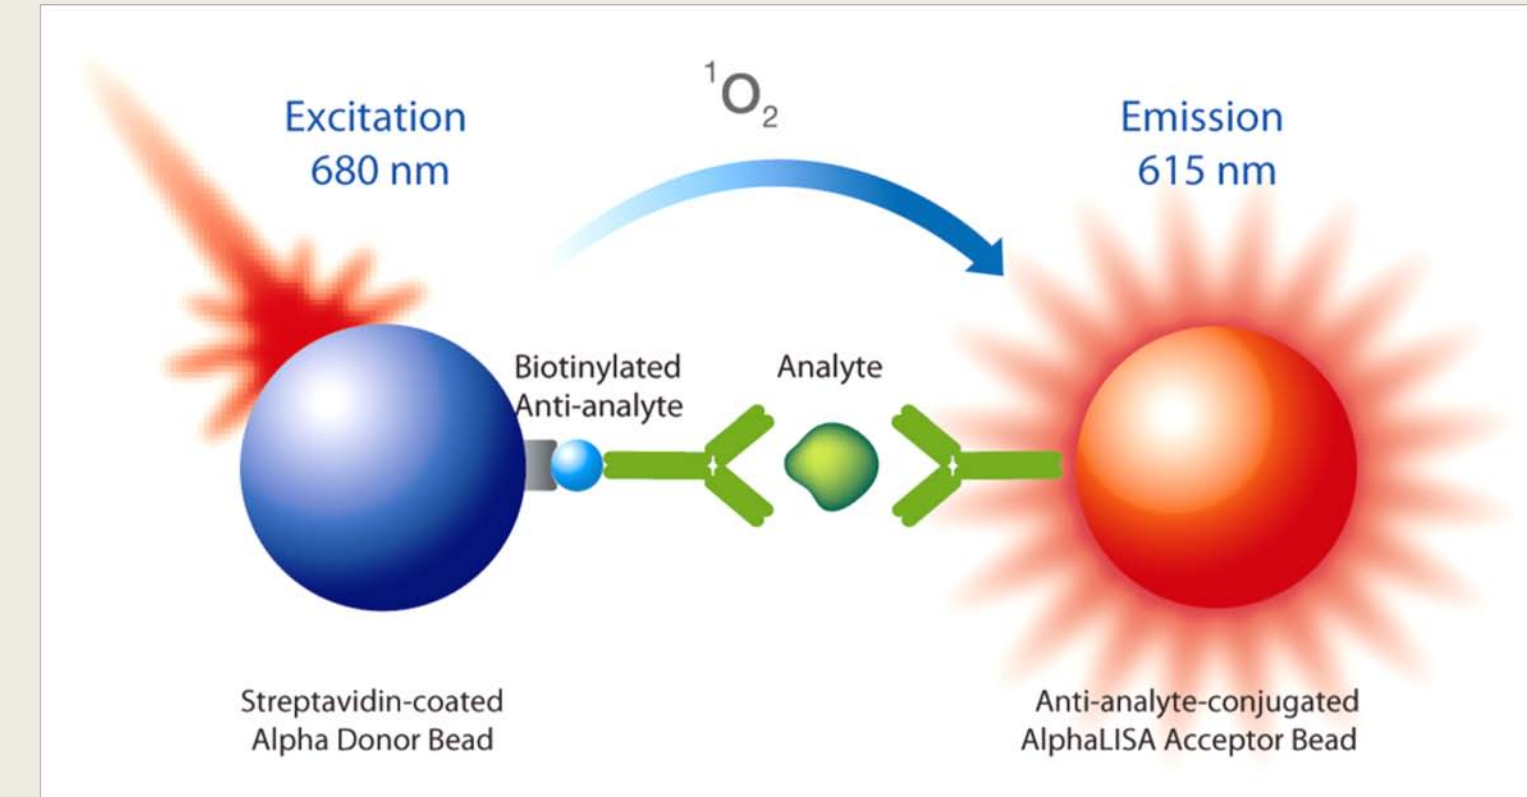 Excitation
680 nm
¹O₂
Emission
615 nm
Biotinylated
Anti-analyte
Analyte
Streptavidin-coated
Alpha Donor Bead
Anti-analyte-conjugated
AlphaLISA Acceptor Bead